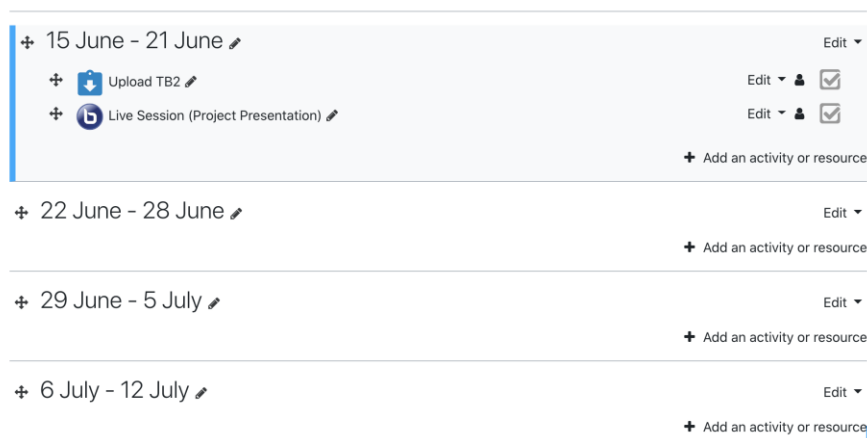 15 June - 21 June
Edit
Upload TB2
Edit
Live Session (Project Presentation)
Edit
Add an activity or resource
22 June - 28 June
Edit
Add an activity or resource
29 June - 5 July
Edit
Add an activity or resource
6 July - 12 July
Edit
Add an activity or resource